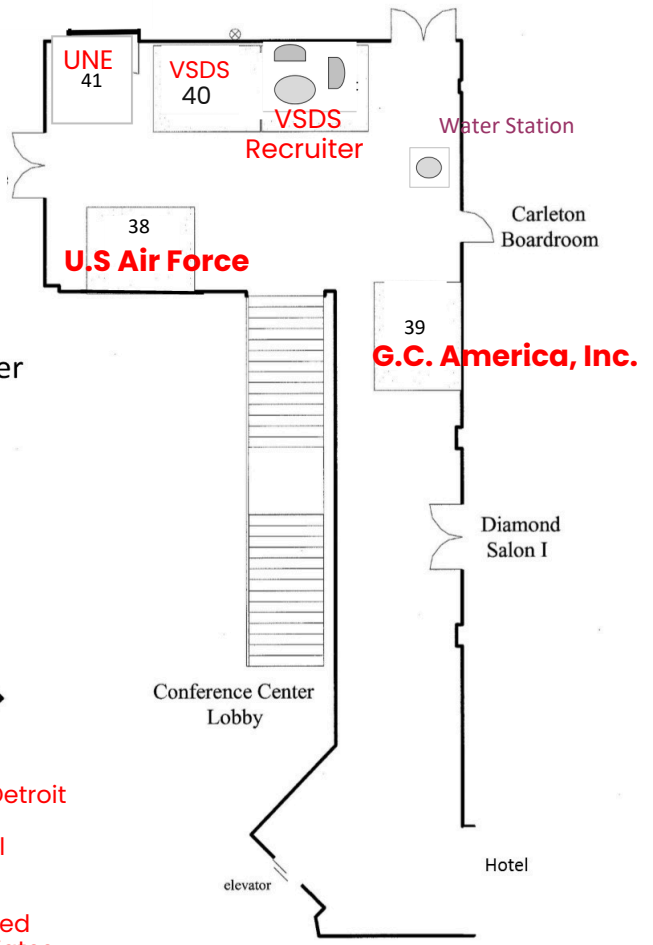 UNE
41
VSDS
40
VSDS
Recruiter
Water Station
Carleton
Boardroom
38
U.S Air Force
39
G.C. America, Inc.
er
Diamond
Salon I
Conference Center
Lobby
Detroit
l
Hotel
elevator
ed